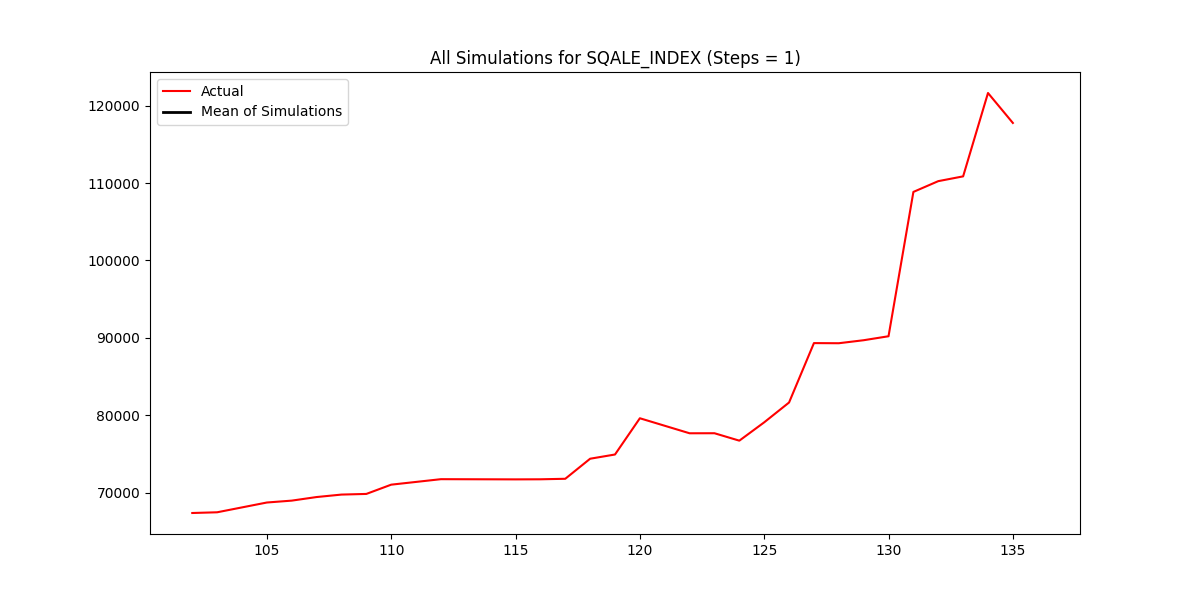 All Simulations for SQALE_INDEX (Steps = 1)
Actual
Mean of Simulations
120000
110000
100000
90000
80000
70000
105 110 115 120 125 130 135